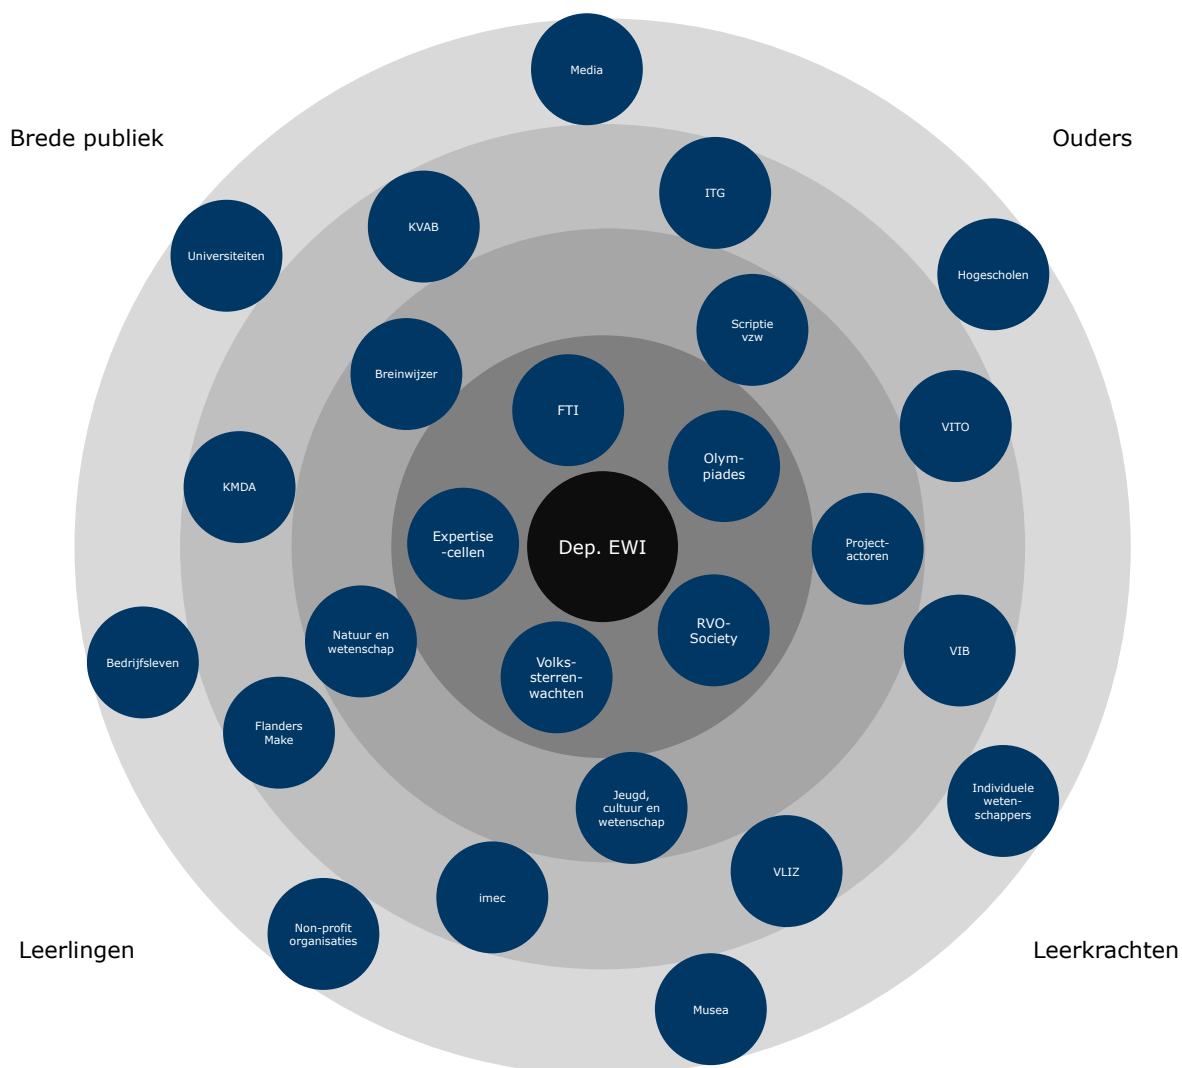 Media
Brede publiek
Ouders
ITG
KVAB
Universiteiten
Hogescholen
Scriptie
vzw
Breinwijzer
FTI
VITO
Olym-
piades
KMDA
Expertise
-cellen
Dep. EWI
Project-
actoren
RVO-
Society
Natuur en
wetenschap
VIB
Bedrijfsleven
Volks-
sterren-
wachten
Flanders
Make
Jeugd,
cultuur en
wetenschap
Individuele
weten-
schappers
VLIZ
imec
Non-profit
organisaties
Leerlingen
Leerkrachten
Musea